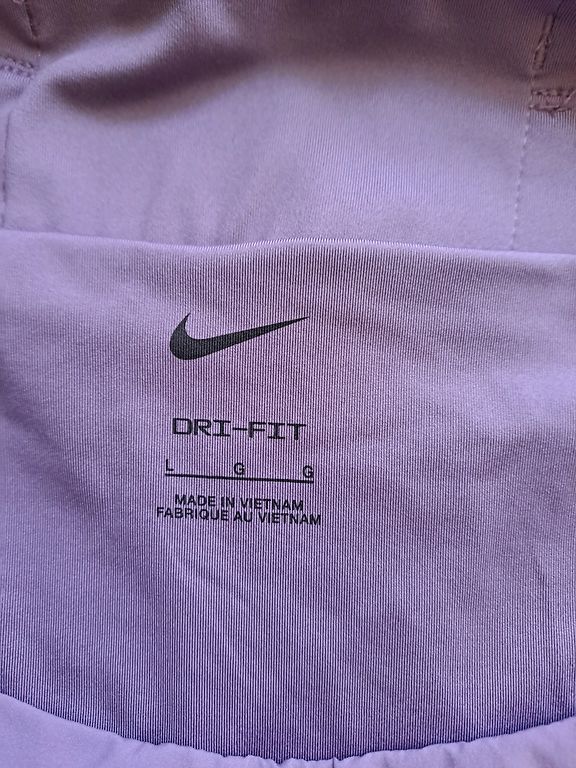 DRI-FIT
L G G
MADE IN VIETNAM
FABRIQUE AU VIETNAM